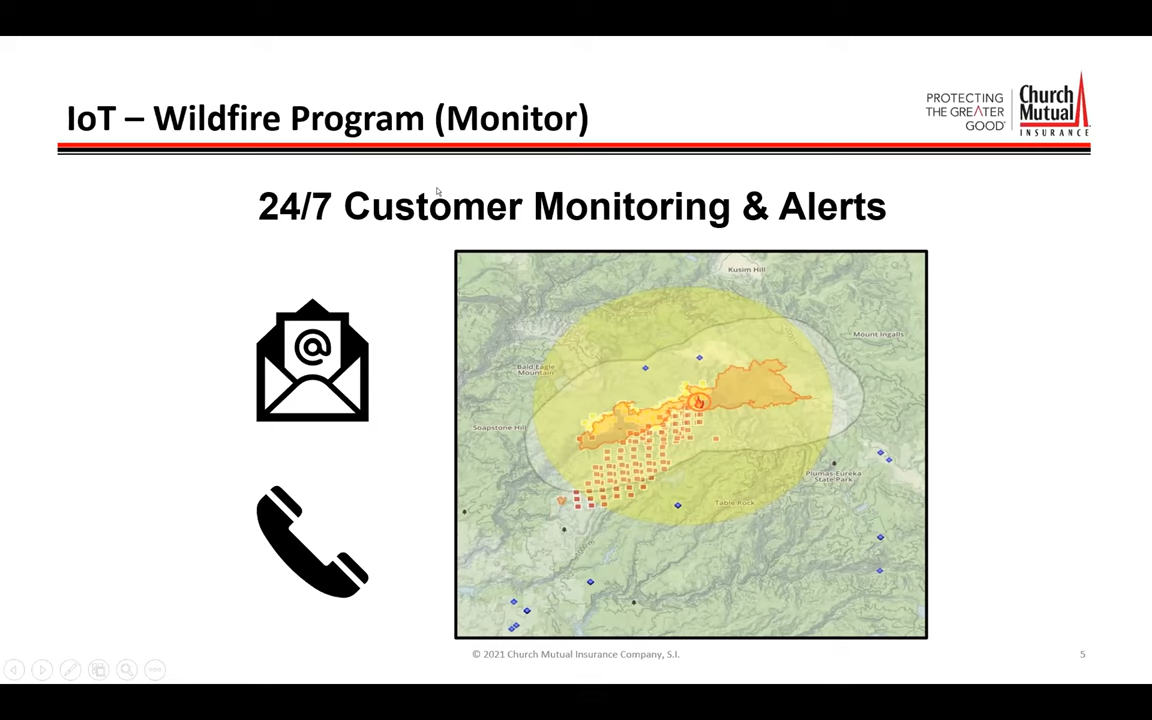 IoT – Wildfire Program (Monitor)
PROTECTING
THE GREATER
GOOD
Church
Mutual
INSURANCE
24/7 Customer Monitoring & Alerts
@
Kusim Hill
Mount Ingalls
Bald Eagle
Mountain
Soapstone Hill
Plumas-Eureka
State Park
Table Rock
© 2021 Church Mutual Insurance Company, S.I.
5